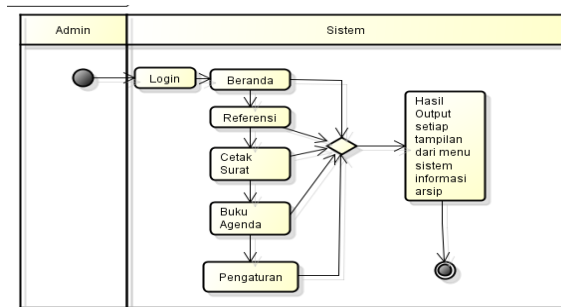 Admin
Sistem
Login
Beranda
Referensi
Cetak
Surat
Buku
Agenda
Pengaturan
Hasil
Output
setiap
tampilan
dari menu
sistem
informasi
arsip